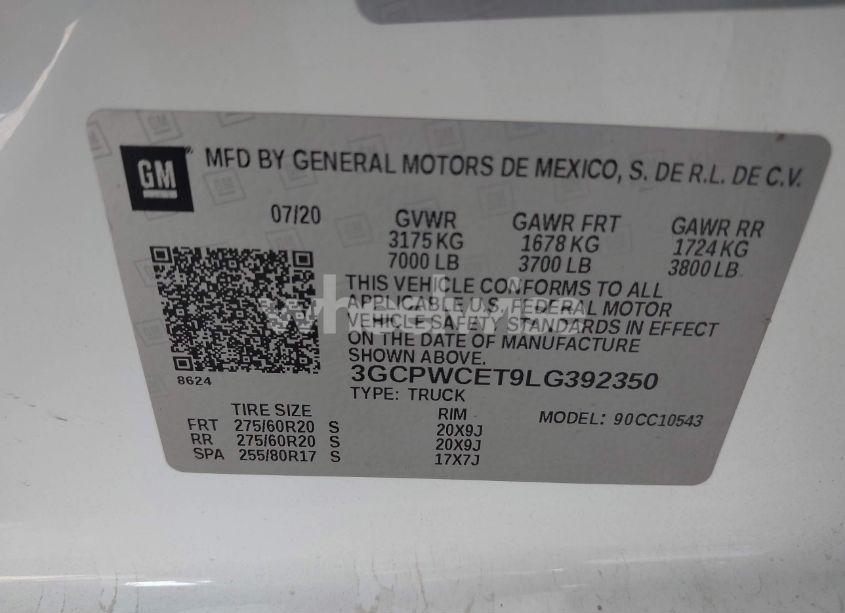 GM
MFD BY GENERAL MOTORS DE MEXICO, S. DE R.L. DE C.V.
07/20 GVWR GAWR FRT GAWR RR
3175 KG 1678 KG 1724 KG
7000 LB 3700 LB 3800 LB
THIS VEHICLE CONFORMS TO ALL
APPLICABLE U.S. FEDERAL MOTOR
VEHICLE SAFETY STANDARDS IN EFFECT
ON THE DATE OF MANUFACTURE
SHOWN ABOVE.
8624
3GCPWCET9LG392350
TYPE: TRUCK
TIRE SIZE RIM MODEL: 90CC10543
FRT 275/60R20 S 20X9J
RR 275/60R20 S 20X9J
SPA 255/80R17 S 17X7J